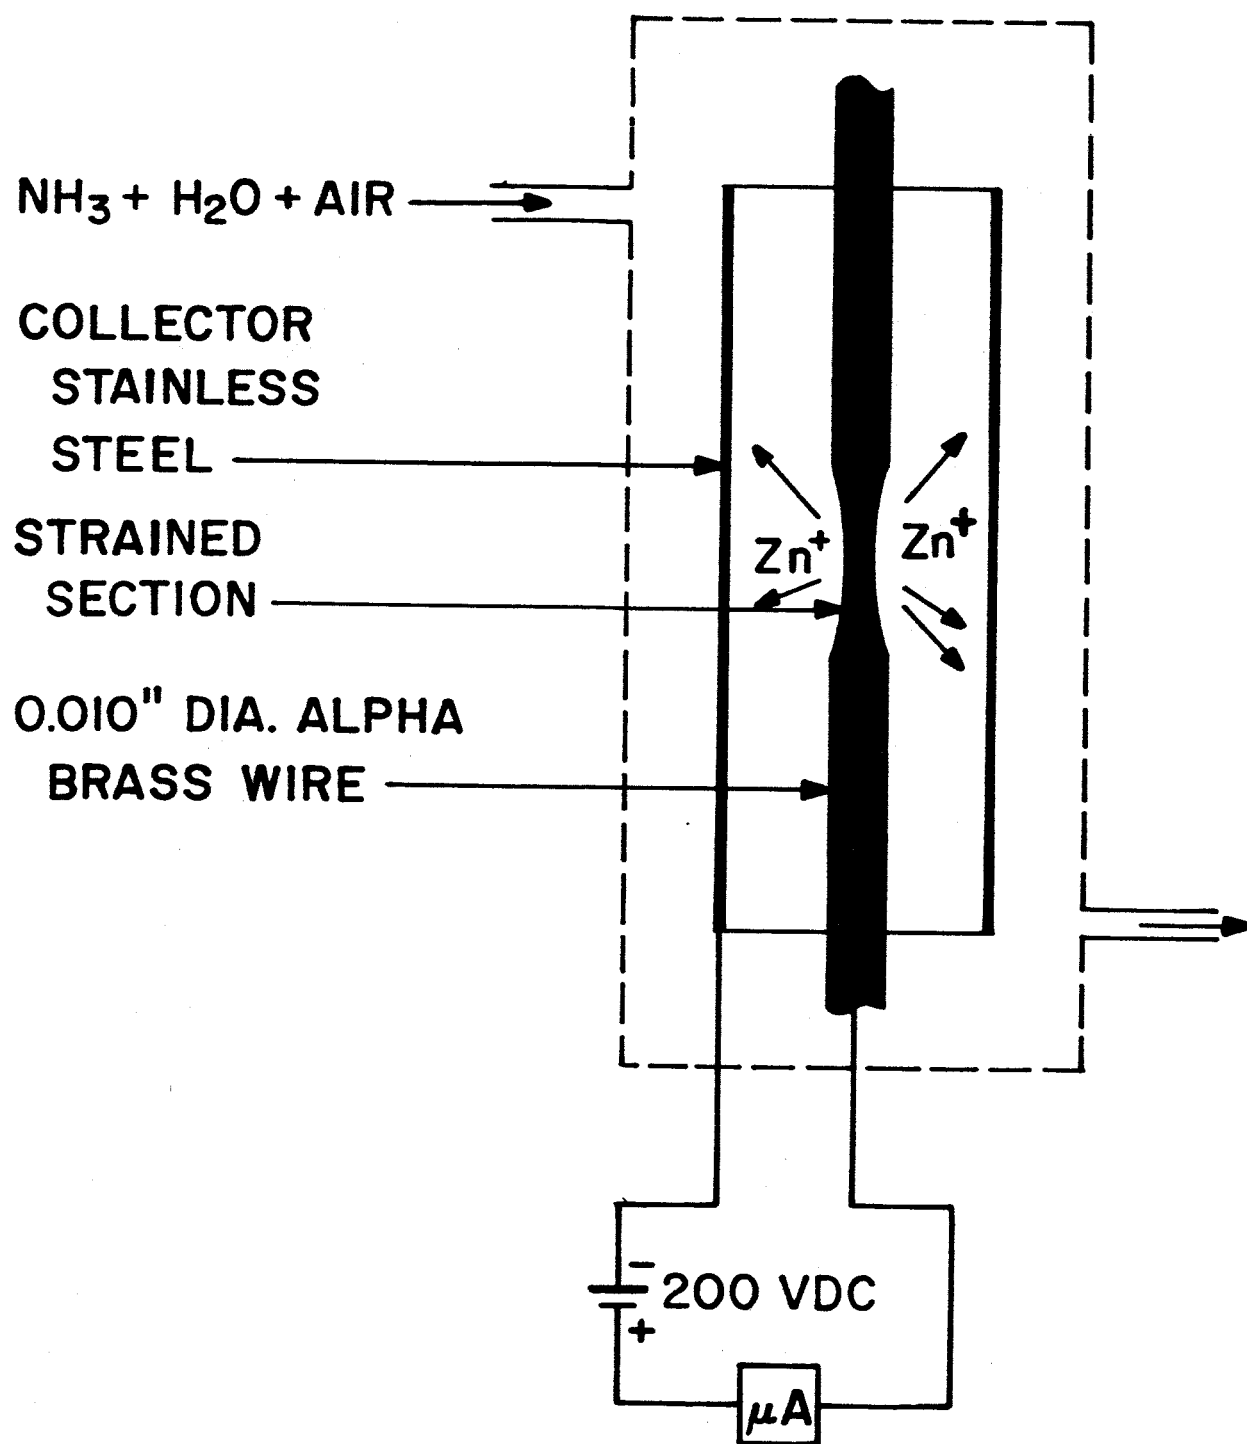 NH₃ + H₂O + AIR
COLLECTOR
STAINLESS
STEEL
STRAINED
SECTION
Zn⁺
Zn⁺
0.010" DIA. ALPHA
BRASS WIRE
−
200 VDC
+
μA